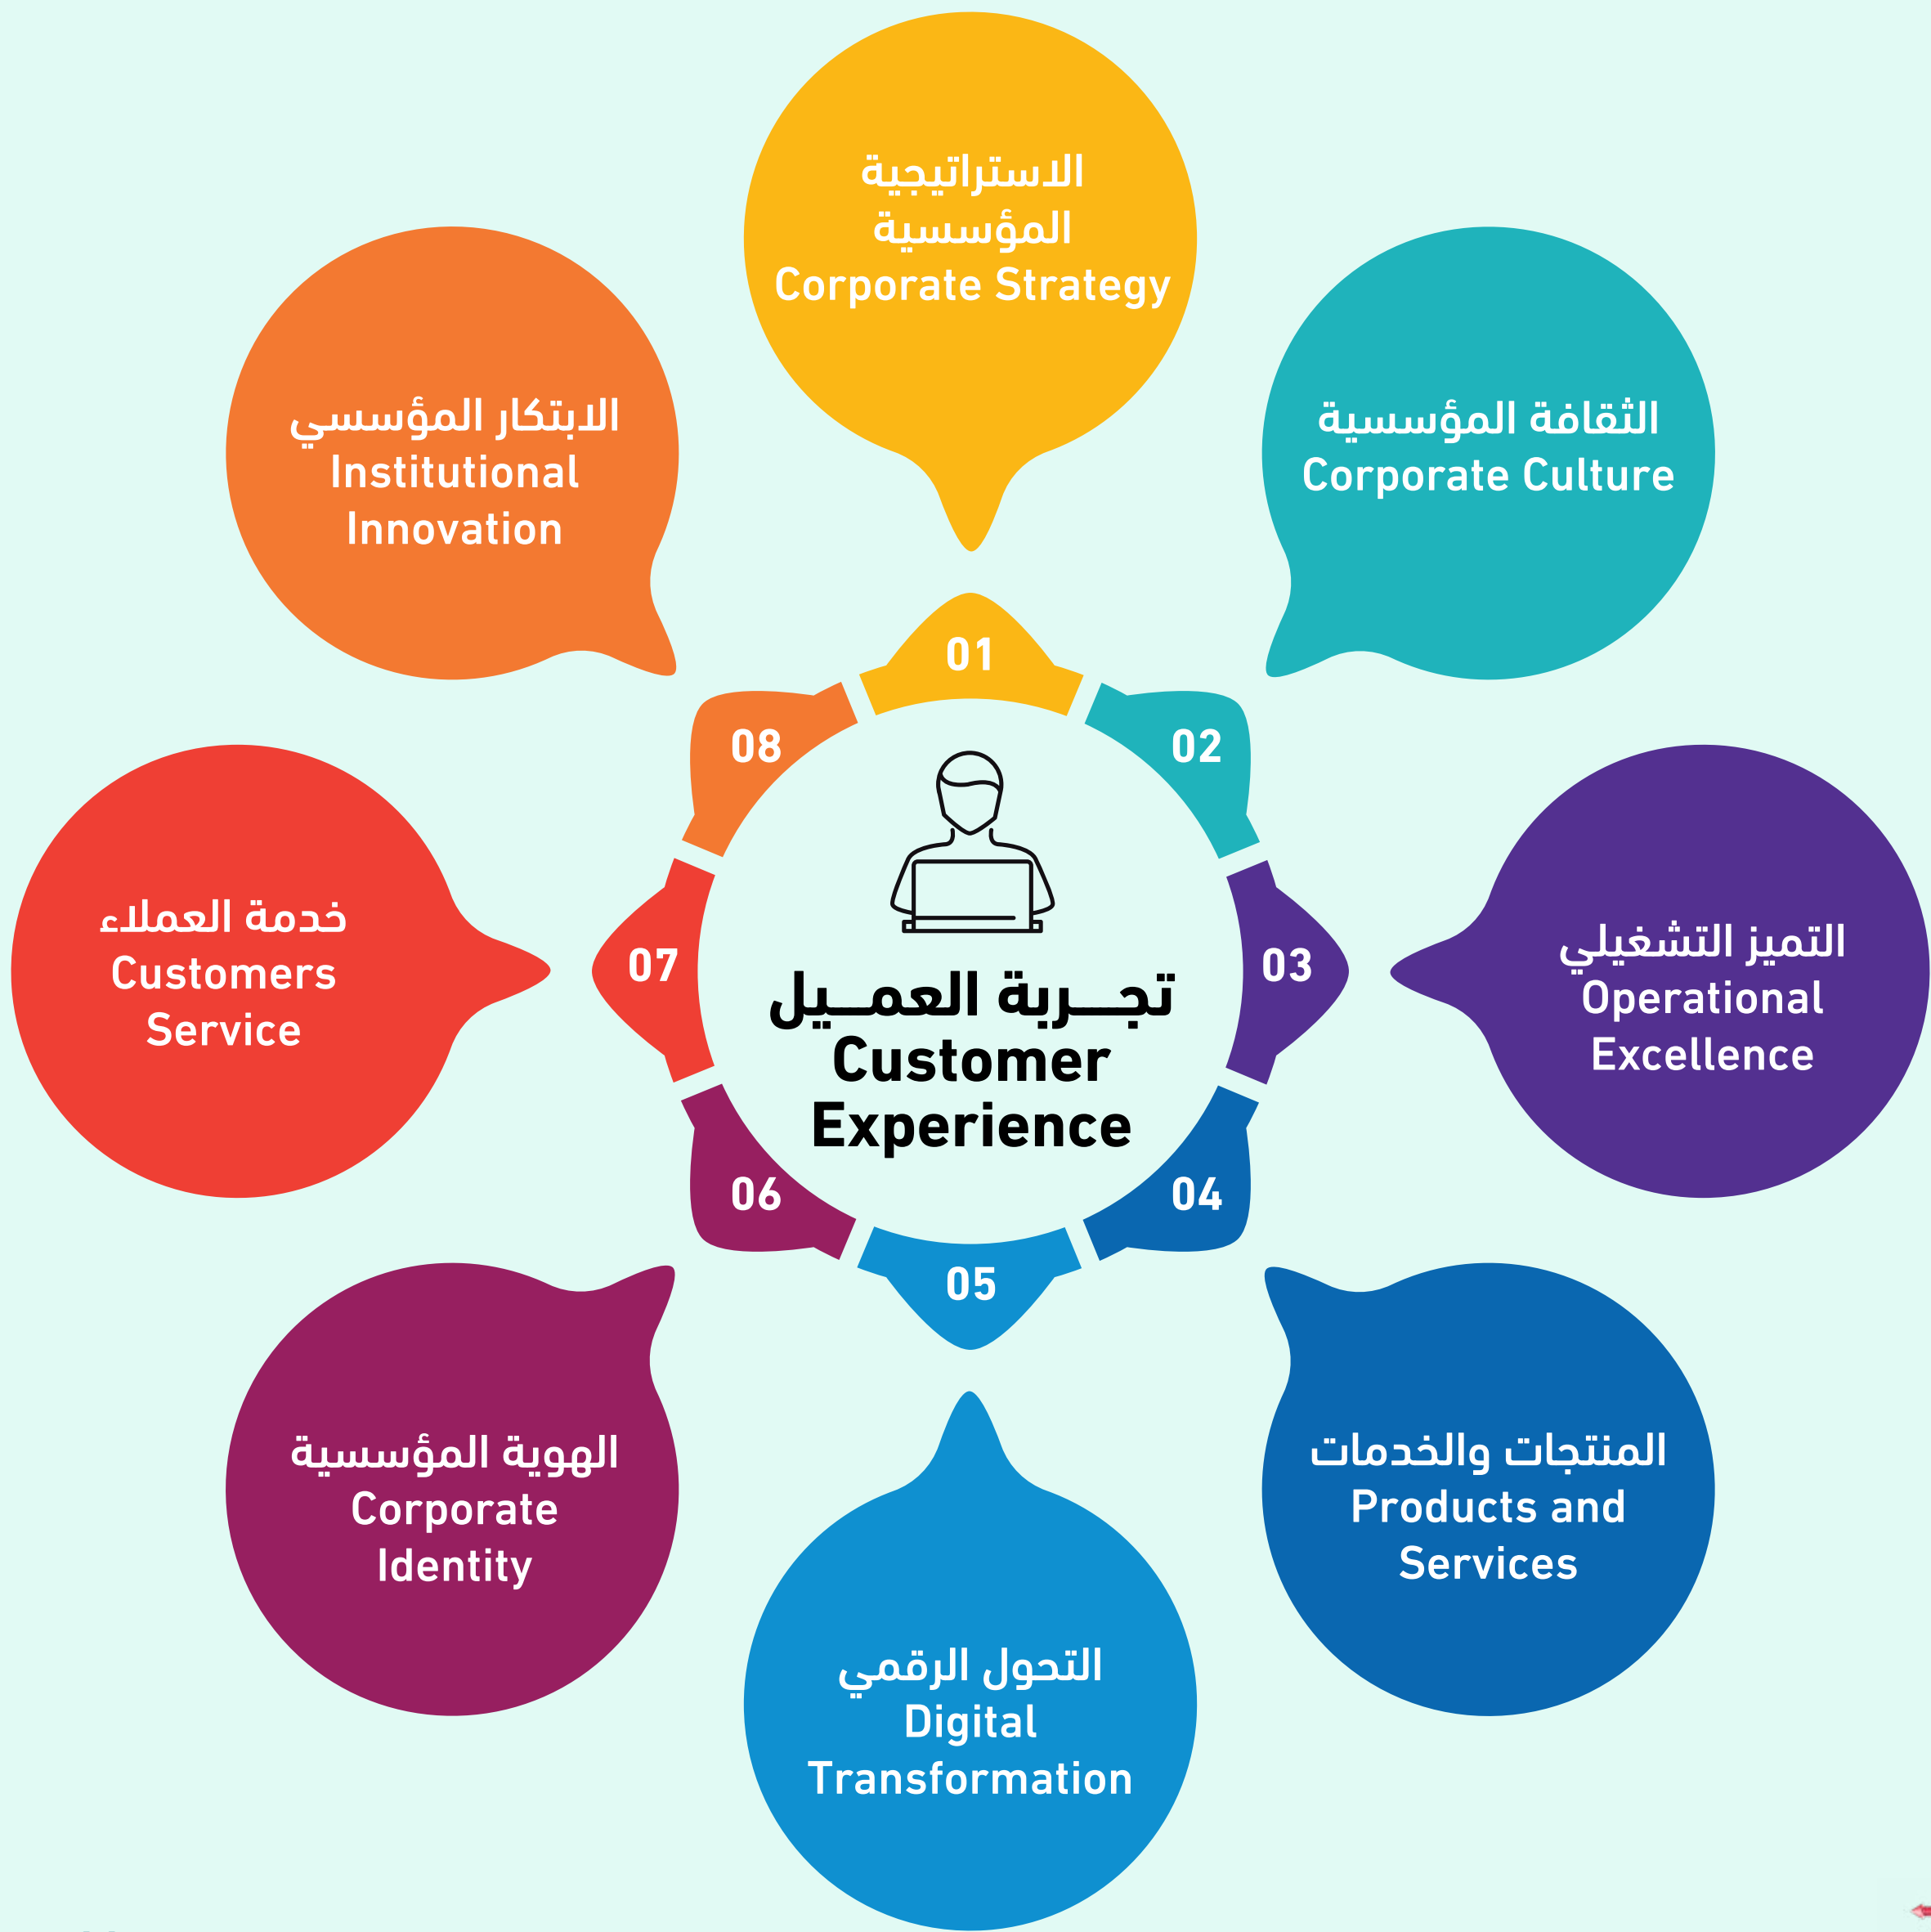 الاستراتيجية
المؤسسية
Corporate Strategy
الثقافة المؤسسية
Corporate Culture
التميز التشغيلي
Operational
Excellence
المنتجات والخدمات
Products and
Services
التحول الرقمي
Digital
Transformation
الهوية المؤسسية
Corporate
Identity
خدمة العملاء
Customers
Service
الابتكار المؤسسي
Institutional
Innovation
01
02
03
04
05
06
07
08
تجـــربة العمـــيل
Customer
Experience